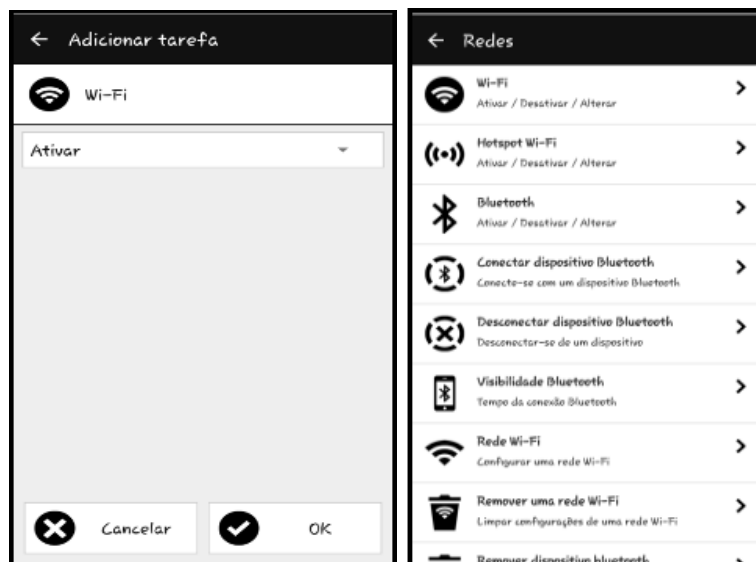 Adicionar tarefa
Wi-Fi
Ativar
Cancelar
OK
Redes
Wi-Fi
Ativar / Desativar / Alterar
Hotspot Wi-Fi
Ativar / Desativar / Alterar
Bluetooth
Ativar / Desativar / Alterar
Conectar dispositivo Bluetooth
Conecte-se com um dispositivo Bluetooth
Desconectar dispositivo Bluetooth
Desconectar-se de um dispositivo
Visibilidade Bluetooth
Tempo da conexão Bluetooth
Rede Wi-Fi
Configurar uma rede Wi-Fi
Remover uma rede Wi-Fi
Limpar configurações de uma rede Wi-Fi
Remover dispositivo bluetooth